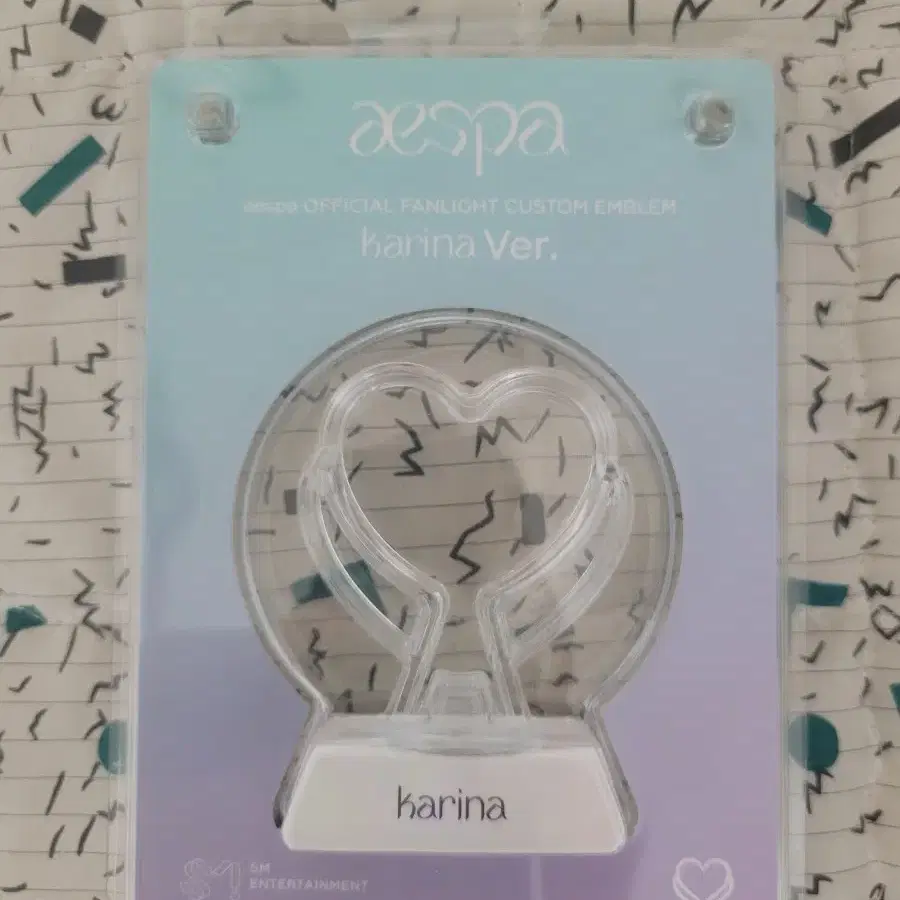 aespa
aespa OFFICIAL FANLIGHT CUSTOM EMBLEM
karina Ver.
karina
SM
ENTERTAINMENT